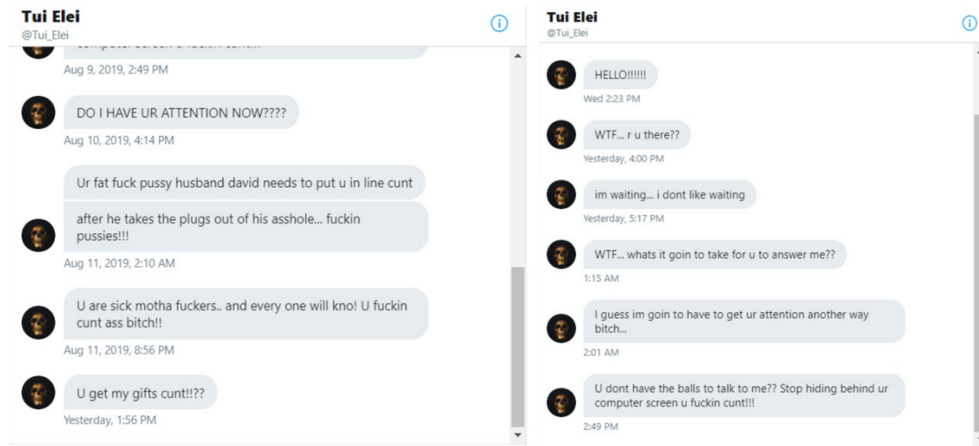 Tui Elei
@Tui_Elei
Aug 9, 2019, 2:49 PM
DO I HAVE UR ATTENTION NOW????
Aug 10, 2019, 4:14 PM
Ur fat fuck pussy husband david needs to put u in line cunt
after he takes the plugs out of his asshole... fuckin
pussies!!!
Aug 11, 2019, 2:10 AM
U are sick motha fuckers.. and every one will kno! U fuckin
cunt ass bitch!!
Aug 11, 2019, 8:56 PM
U get my gifts cunt!!??
Yesterday, 1:56 PM
Tui Elei
@Tui_Elei
HELLO!!!!!!
Wed 2:23 PM
WTF... r u there??
Yesterday, 4:00 PM
im waiting... i dont like waiting
Yesterday, 5:17 PM
WTF... whats it goin to take for u to answer me??
1:15 AM
I guess im goin to have to get ur attention another way
bitch...
2:01 AM
U dont have the balls to talk to me?? Stop hiding behind ur
computer screen u fuckin cunt!!!
2:49 PM